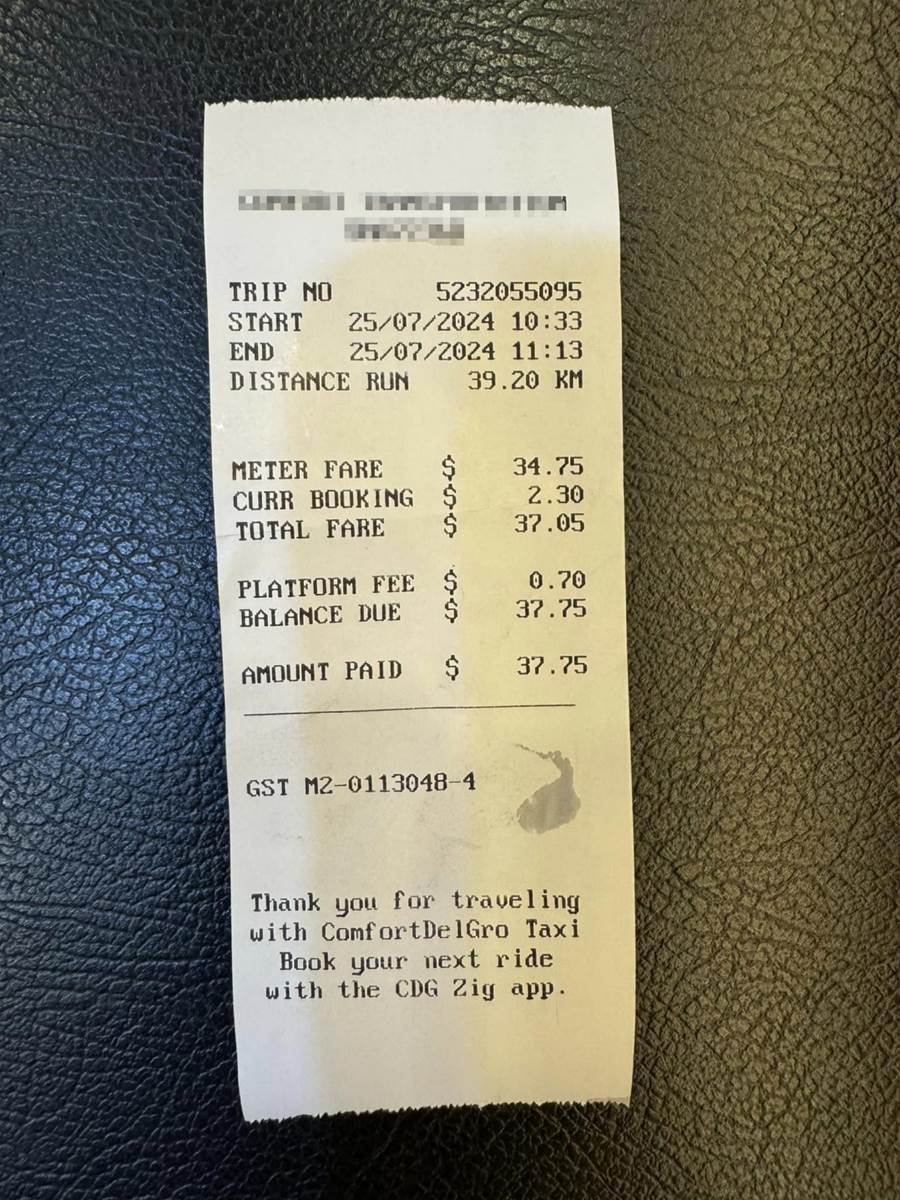 TRIP NO 5232055095
START 25/07/2024 10:33
END 25/07/2024 11:13
DISTANCE RUN 39.20 KM
METER FARE $ 34.75
CURR BOOKING $ 2.30
TOTAL FARE $ 37.05
PLATFORM FEE $ 0.70
BALANCE DUE $ 37.75
AMOUNT PAID $ 37.75
GST M2-0113048-4
Thank you for traveling
with ComfortDelGro Taxi
Book your next ride
with the CDG Zig app.